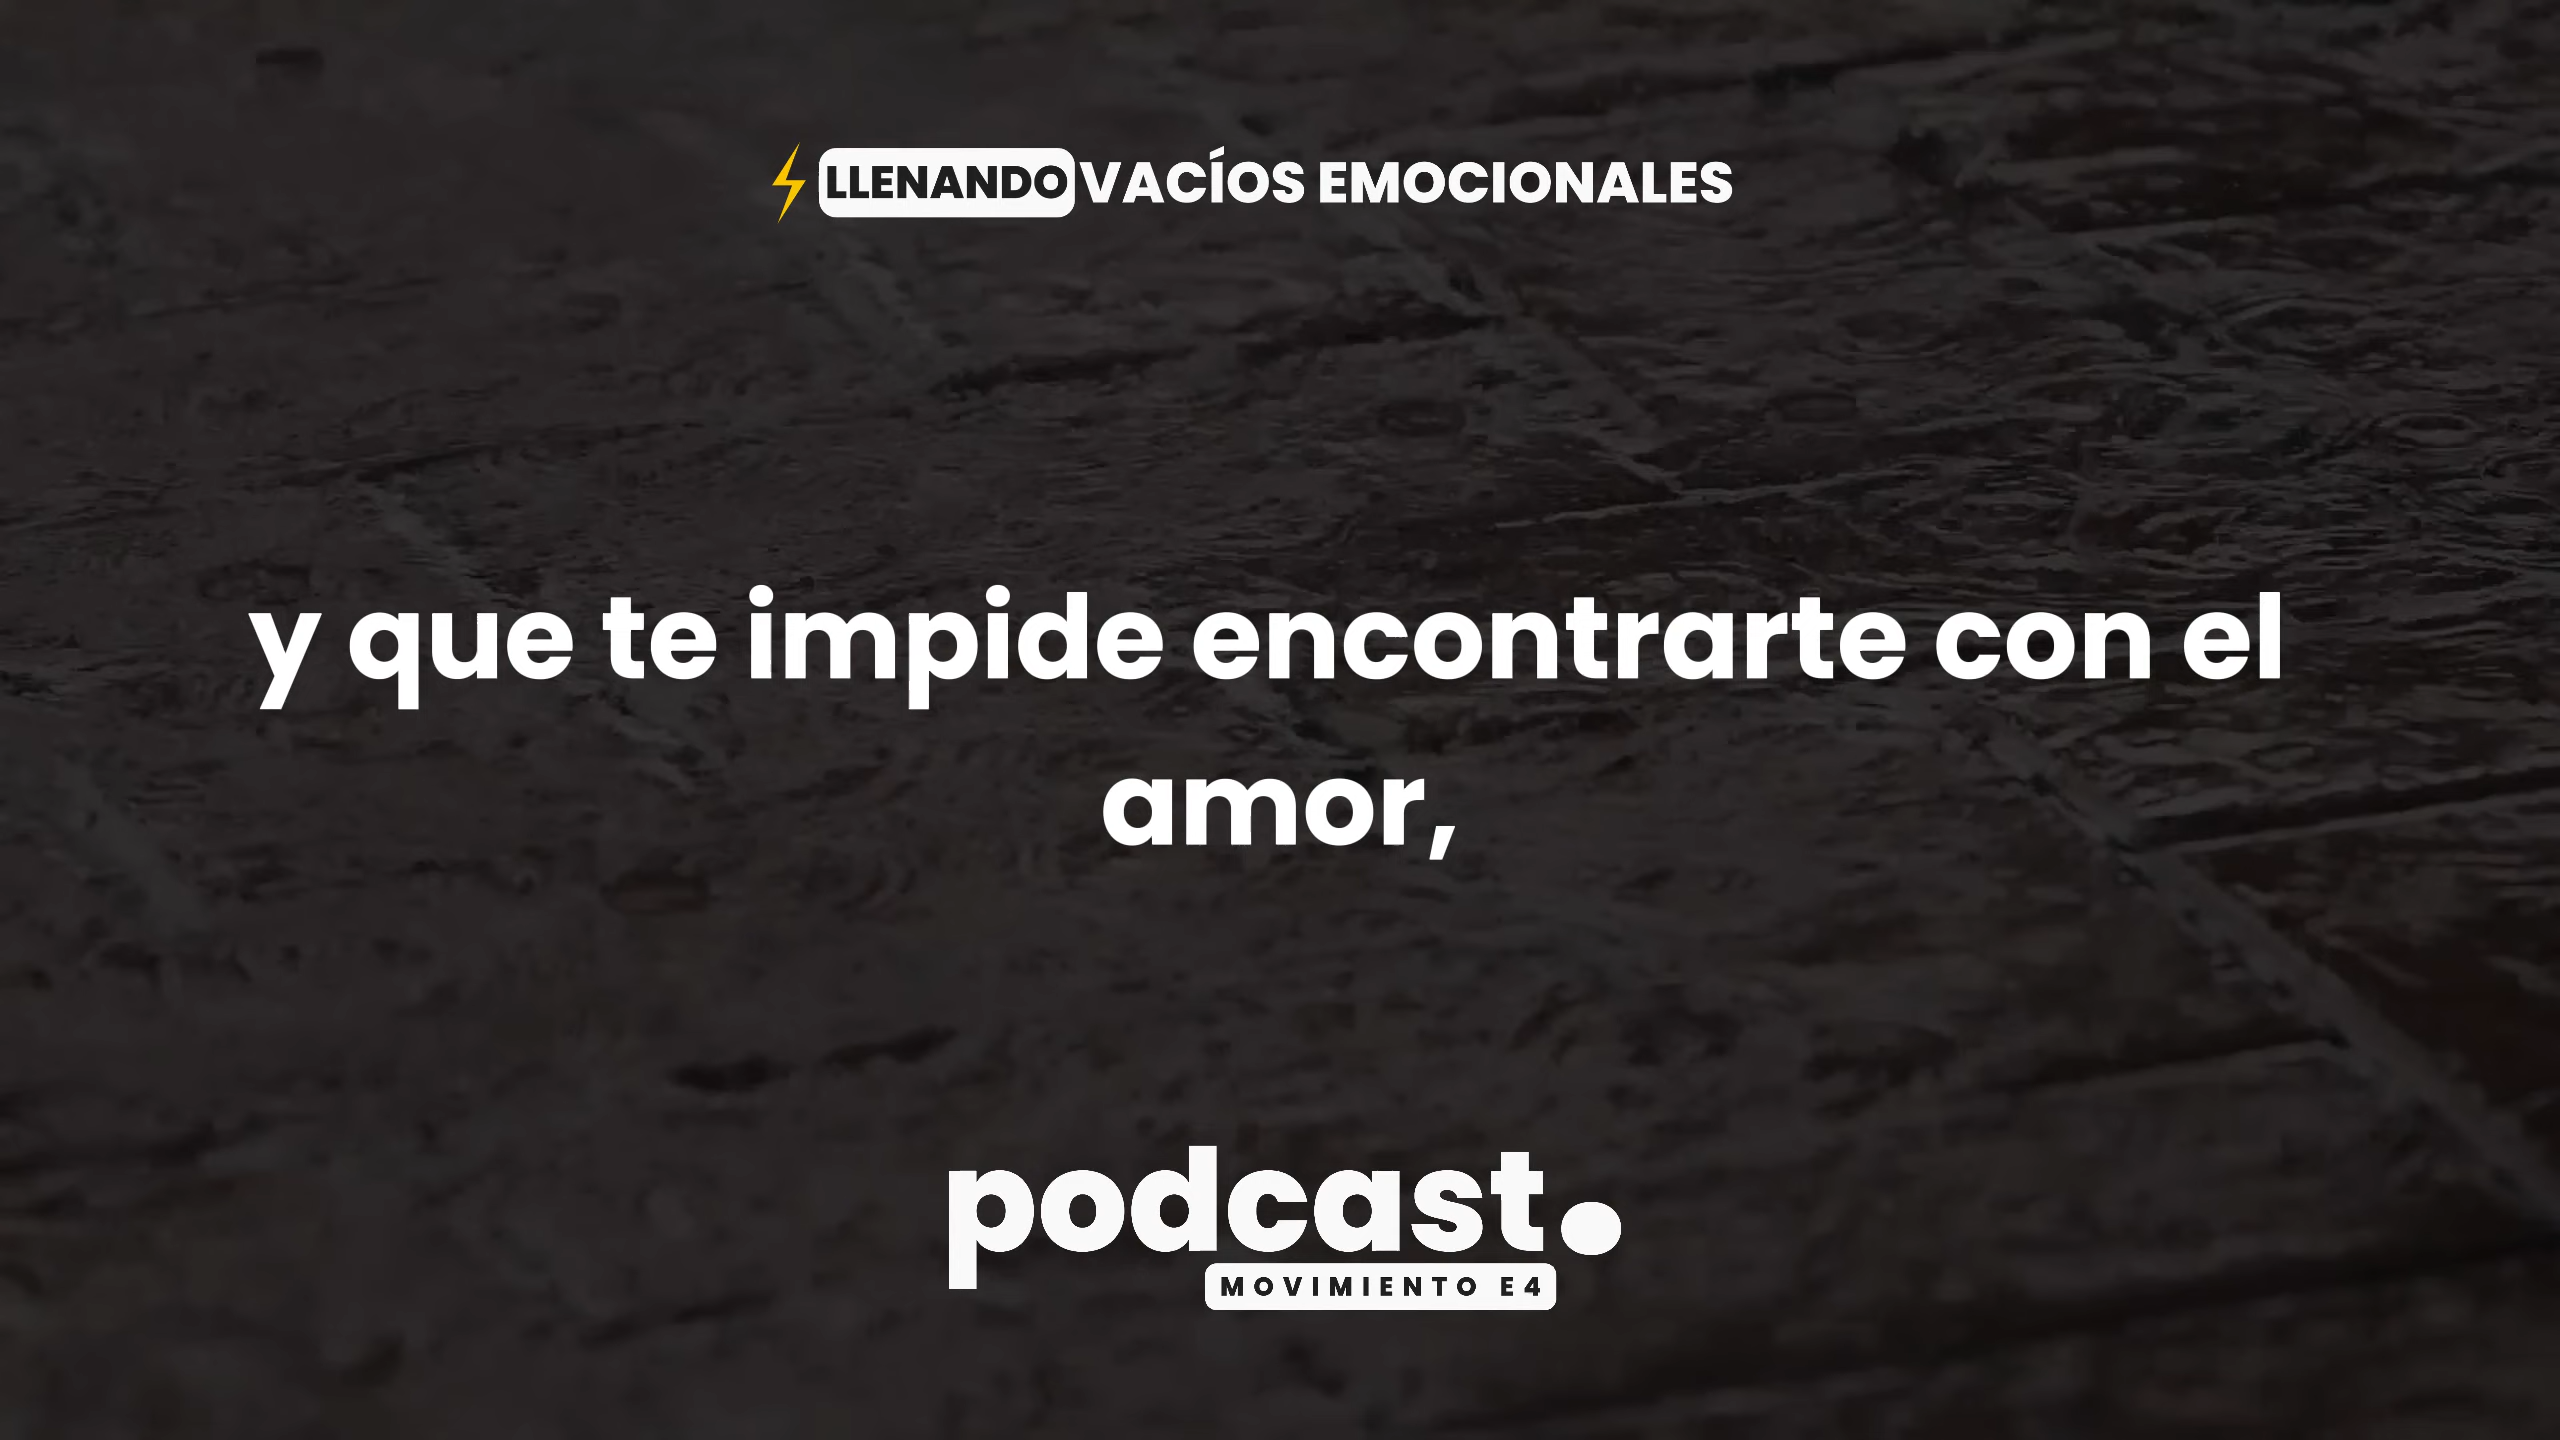 LLENANDO VACÍOS EMOCIONALES
y que te impide encontrarte con el
amor,
podcast.
MOVIMIENTO E4